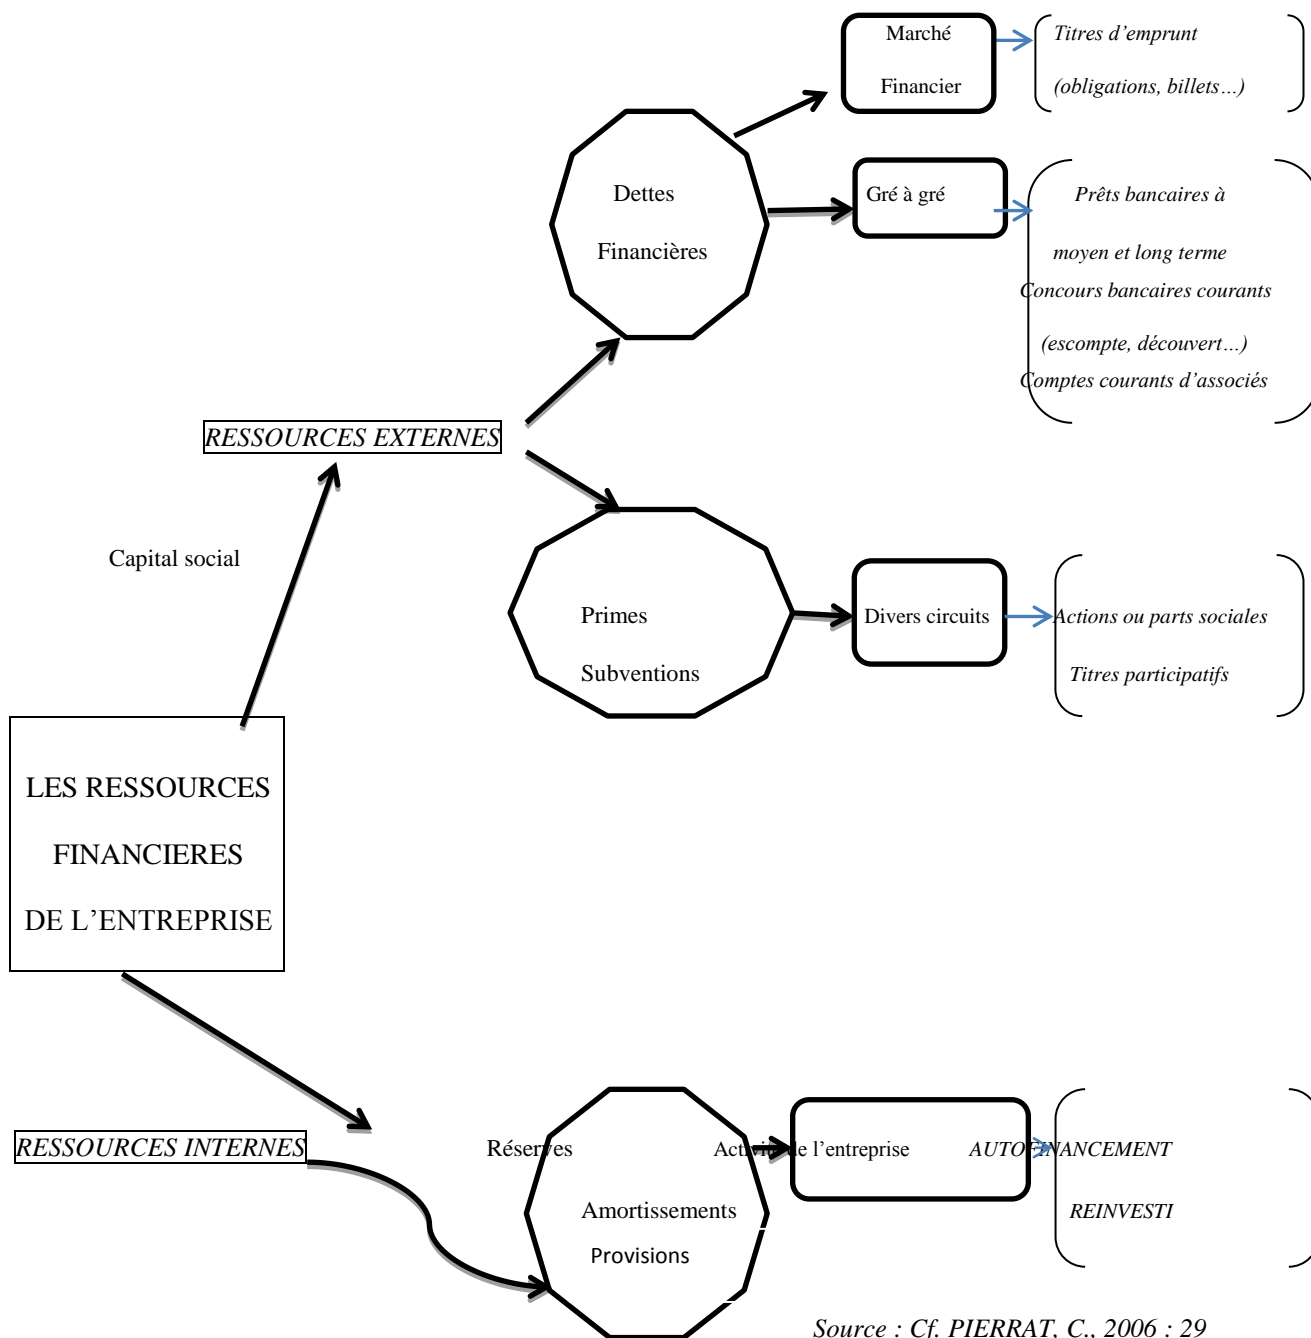 Marché
Financier
Titres d’emprunt
(obligations, billets…)
Dettes
Financières
Gré à gré
Prêts bancaires à
moyen et long terme
Concours bancaires courants
(escompte, découvert…)
Comptes courants d’associés
RESSOURCES EXTERNES
Capital social
Primes
Subventions
Divers circuits
Actions ou parts sociales
Titres participatifs
LES RESSOURCES
FINANCIERES
DE L’ENTREPRISE
RESSOURCES INTERNES
Réserves
Activité de l’entreprise
AUTOFINANCEMENT
Amortissements
REINVESTI
Provisions
Source : Cf. PIERRAT, C., 2006 : 29